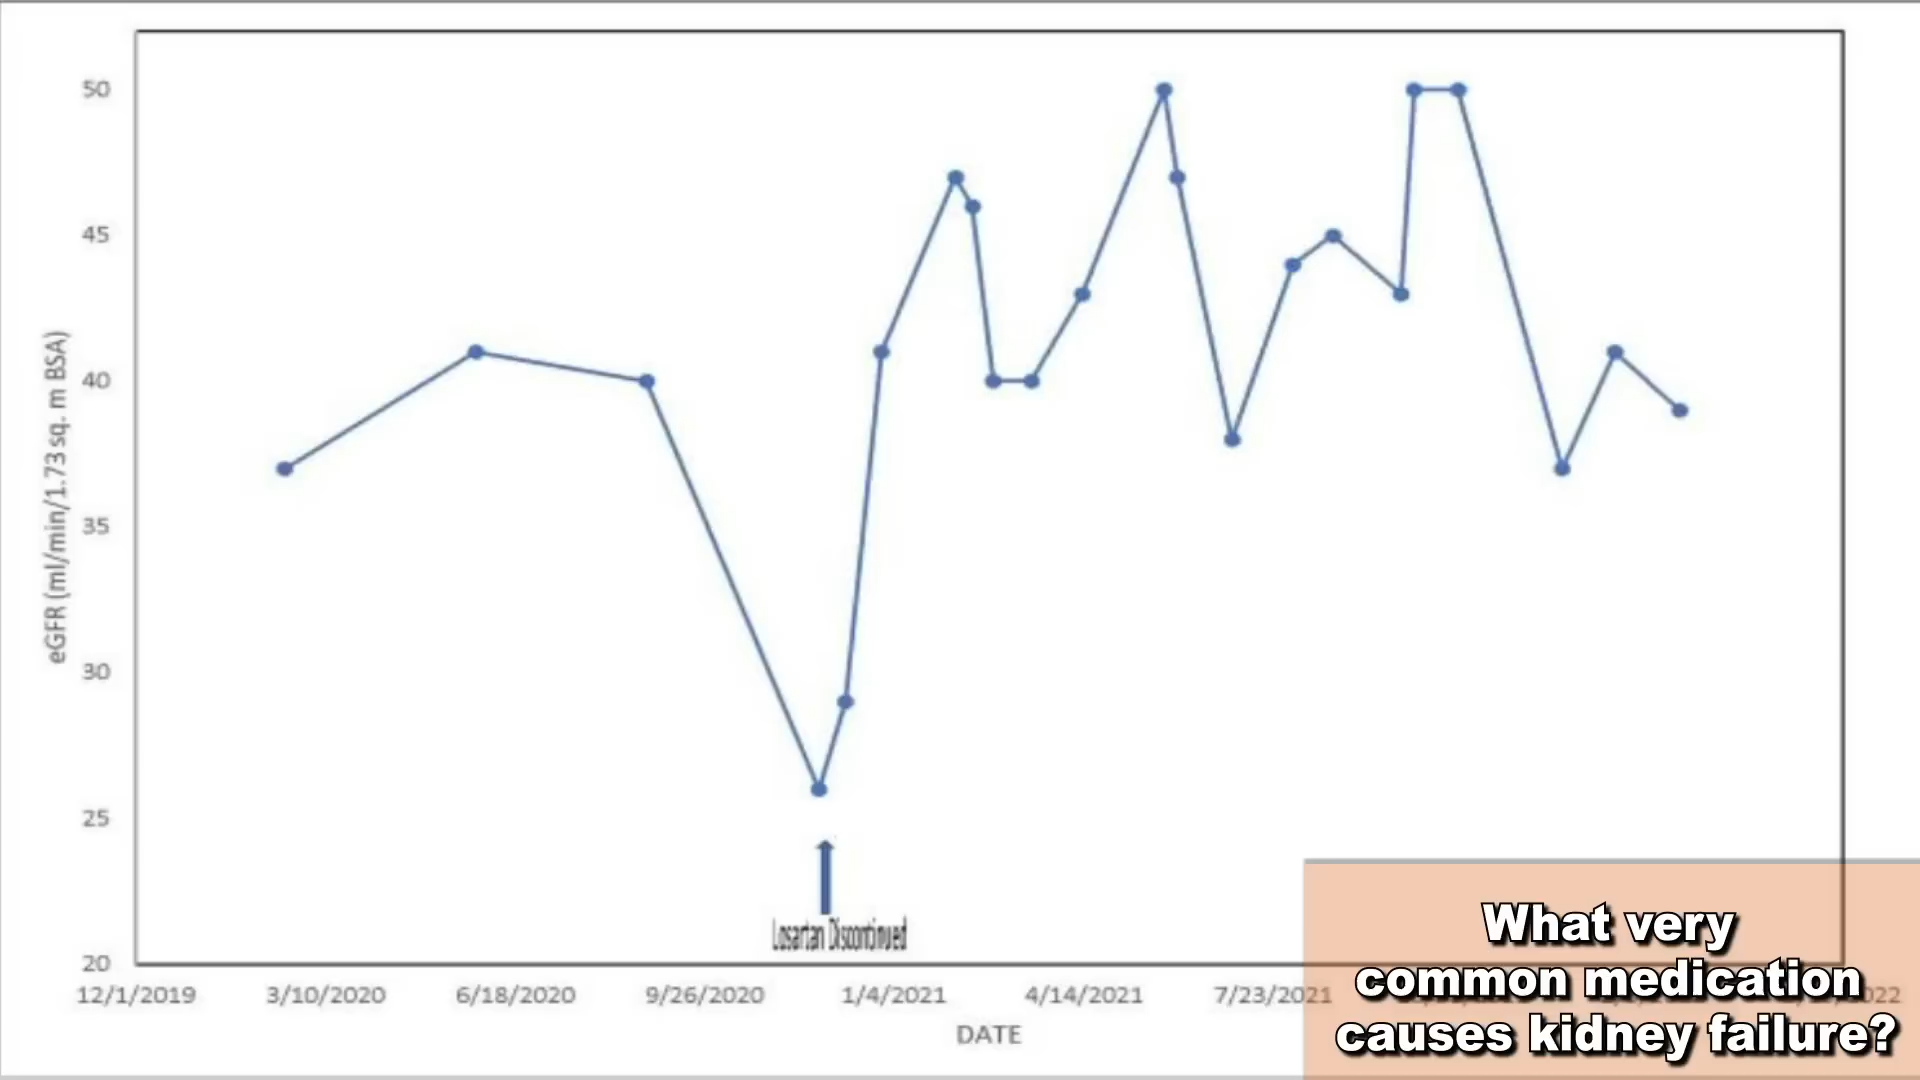 50
45
40
35
30
25
20
eGFR (ml/min/1.73 sq. m BSA)
Losartan Discontinued
12/1/2019 3/10/2020 6/18/2020 9/26/2020 1/4/2021 4/14/2021 7/23/2021
DATE
What very
common medication
causes kidney failure?